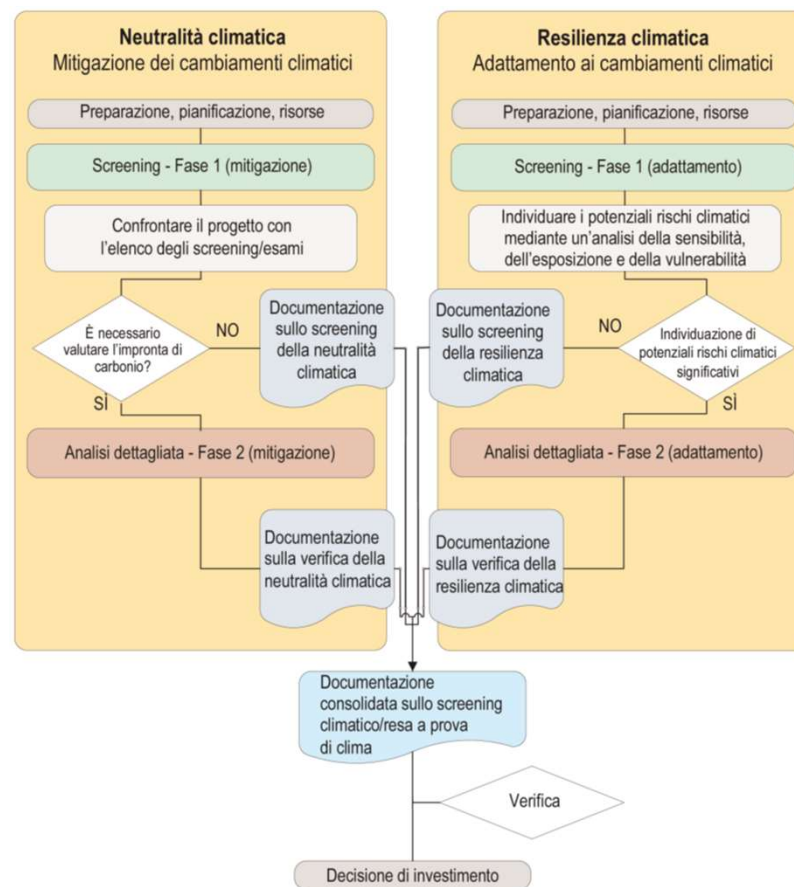 Neutralità climatica
Mitigazione dei cambiamenti climatici
Preparazione, pianificazione, risorse
Screening - Fase 1 (mitigazione)
Confrontare il progetto con
l'elenco degli screening/esami
È necessario
valutare l'impronta di
carbonio?
NO
SÌ
Documentazione
sullo screening
della neutralità
climatica
Analisi dettagliata - Fase 2 (mitigazione)
Documentazione
sulla verifica della
neutralità climatica
Resilienza climatica
Adattamento ai cambiamenti climatici
Preparazione, pianificazione, risorse
Screening - Fase 1 (adattamento)
Individuare i potenziali rischi climatici
mediante un'analisi della sensibilità,
dell'esposizione e della vulnerabilità
Documentazione
sullo screening
della resilienza
climatica
NO
Individuazione di
potenziali rischi climatici
significativi
SÌ
Analisi dettagliata - Fase 2 (adattamento)
Documentazione
sulla verifica della
resilienza climatica
Documentazione
consolidata sullo screening
climatico/resa a prova
di clima
Verifica
Decisione di investimento